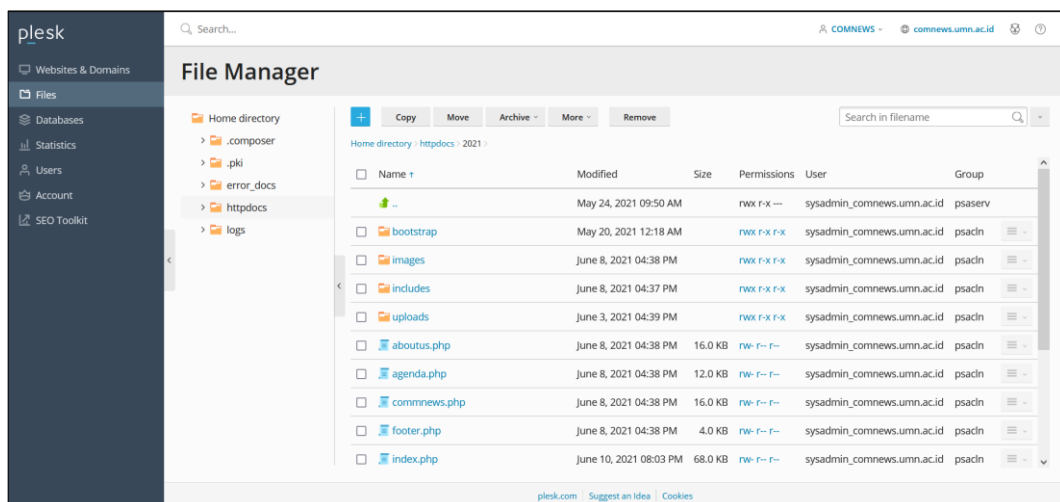 plesk
Search...
COMNEWS
comnews.umn.ac.id
Websites & Domains
Files
Databases
Statistics
Users
Account
SEO Toolkit
File Manager
Home directory
.composer
.pki
error_docs
httpdocs
logs
+ Copy Move Archive More Remove
Search in filename
Home directory > httpdocs > 2021 >
Name ↑ Modified Size Permissions User Group
.. May 24, 2021 09:50 AM rwx r-x --- sysadmin_comnews.umn.ac.id psaserv
bootstrap May 20, 2021 12:18 AM rwx r-x r-x sysadmin_comnews.umn.ac.id psacln
images June 8, 2021 04:38 PM rwx r-x r-x sysadmin_comnews.umn.ac.id psacln
includes June 8, 2021 04:37 PM rwx r-x r-x sysadmin_comnews.umn.ac.id psacln
uploads June 3, 2021 04:39 PM rwx r-x r-x sysadmin_comnews.umn.ac.id psacln
aboutus.php June 8, 2021 04:38 PM 16.0 KB rw- r-- r-- sysadmin_comnews.umn.ac.id psacln
agenda.php June 8, 2021 04:38 PM 12.0 KB rw- r-- r-- sysadmin_comnews.umn.ac.id psacln
commnews.php June 8, 2021 04:38 PM 16.0 KB rw- r-- r-- sysadmin_comnews.umn.ac.id psacln
footer.php June 8, 2021 04:38 PM 4.0 KB rw- r-- r-- sysadmin_comnews.umn.ac.id psacln
index.php June 10, 2021 08:03 PM 68.0 KB rw- r-- r-- sysadmin_comnews.umn.ac.id psacln
plesk.com Suggest an Idea Cookies